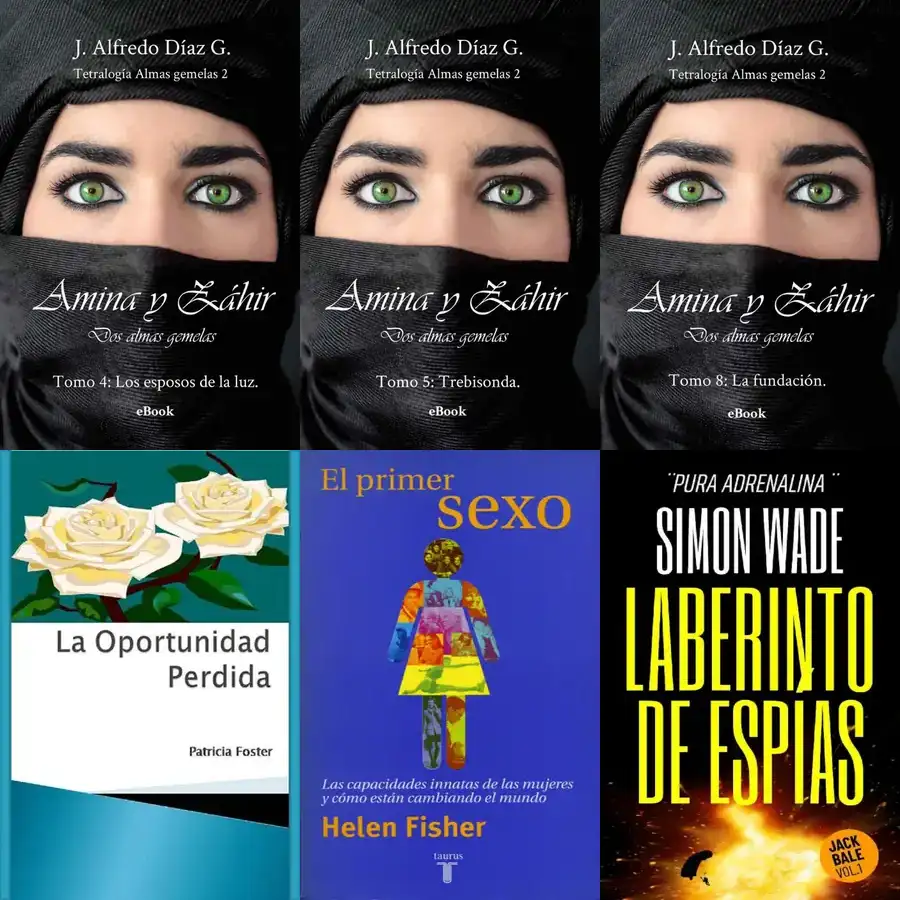 J. Alfredo Díaz G.
Tetralogía Almas gemelas 2
Amina y Záhir
Dos almas gemelas
Tomo 4: Los esposos de la luz.
eBook
J. Alfredo Díaz G.
Tetralogía Almas gemelas 2
Amina y Záhir
Dos almas gemelas
Tomo 5: Trebisonda.
eBook
J. Alfredo Díaz G.
Tetralogía Almas gemelas 2
Amina y Záhir
Dos almas gemelas
Tomo 8: La fundación.
eBook
La Oportunidad
Perdida
Patricia Foster
El primer
sexo
Las capacidades innatas de las mujeres
y cómo están cambiando el mundo
Helen Fisher
taurus
T
¨PURA ADRENALINA¨
SIMON WADE
LABERINTO
DE ESPÍAS
JACK
BALE
VOL.1